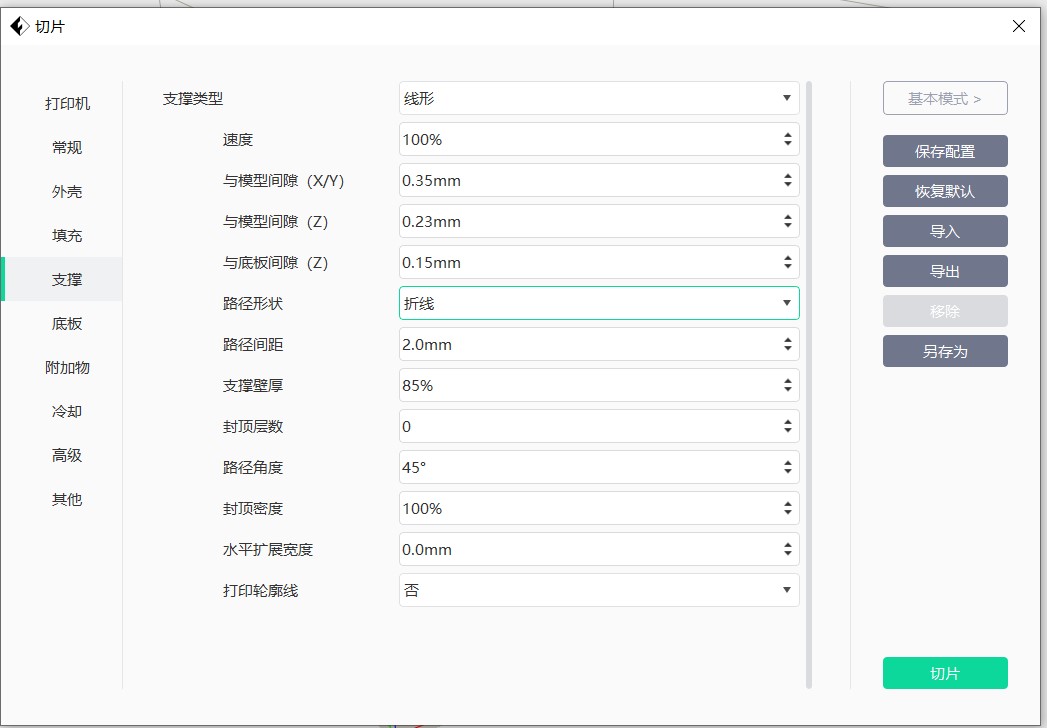 切片
打印机
常规
外壳
填充
支撑
底板
附加物
冷却
高级
其他
支撑类型 线形
速度 100%
与模型间隙（X/Y） 0.35mm
与模型间隙（Z） 0.23mm
与底板间隙（Z） 0.15mm
路径形状 折线
路径间距 2.0mm
支撑壁厚 85%
封顶层数 0
路径角度 45°
封顶密度 100%
水平扩展宽度 0.0mm
打印轮廓线 否
基本模式 >
保存配置
恢复默认
导入
导出
移除
另存为
切片